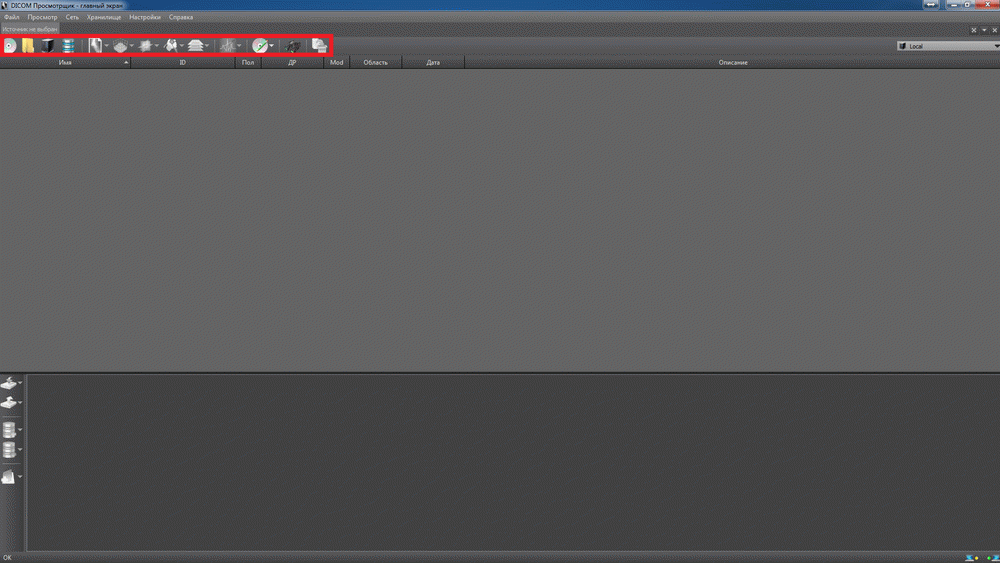 DICOM Просмотрщик - главный экран
Файл Просмотр Сеть Хранилище Настройки Справка
Источник не выбран
Local
Имя ID Пол ДР Mod Область Дата Описание
OK